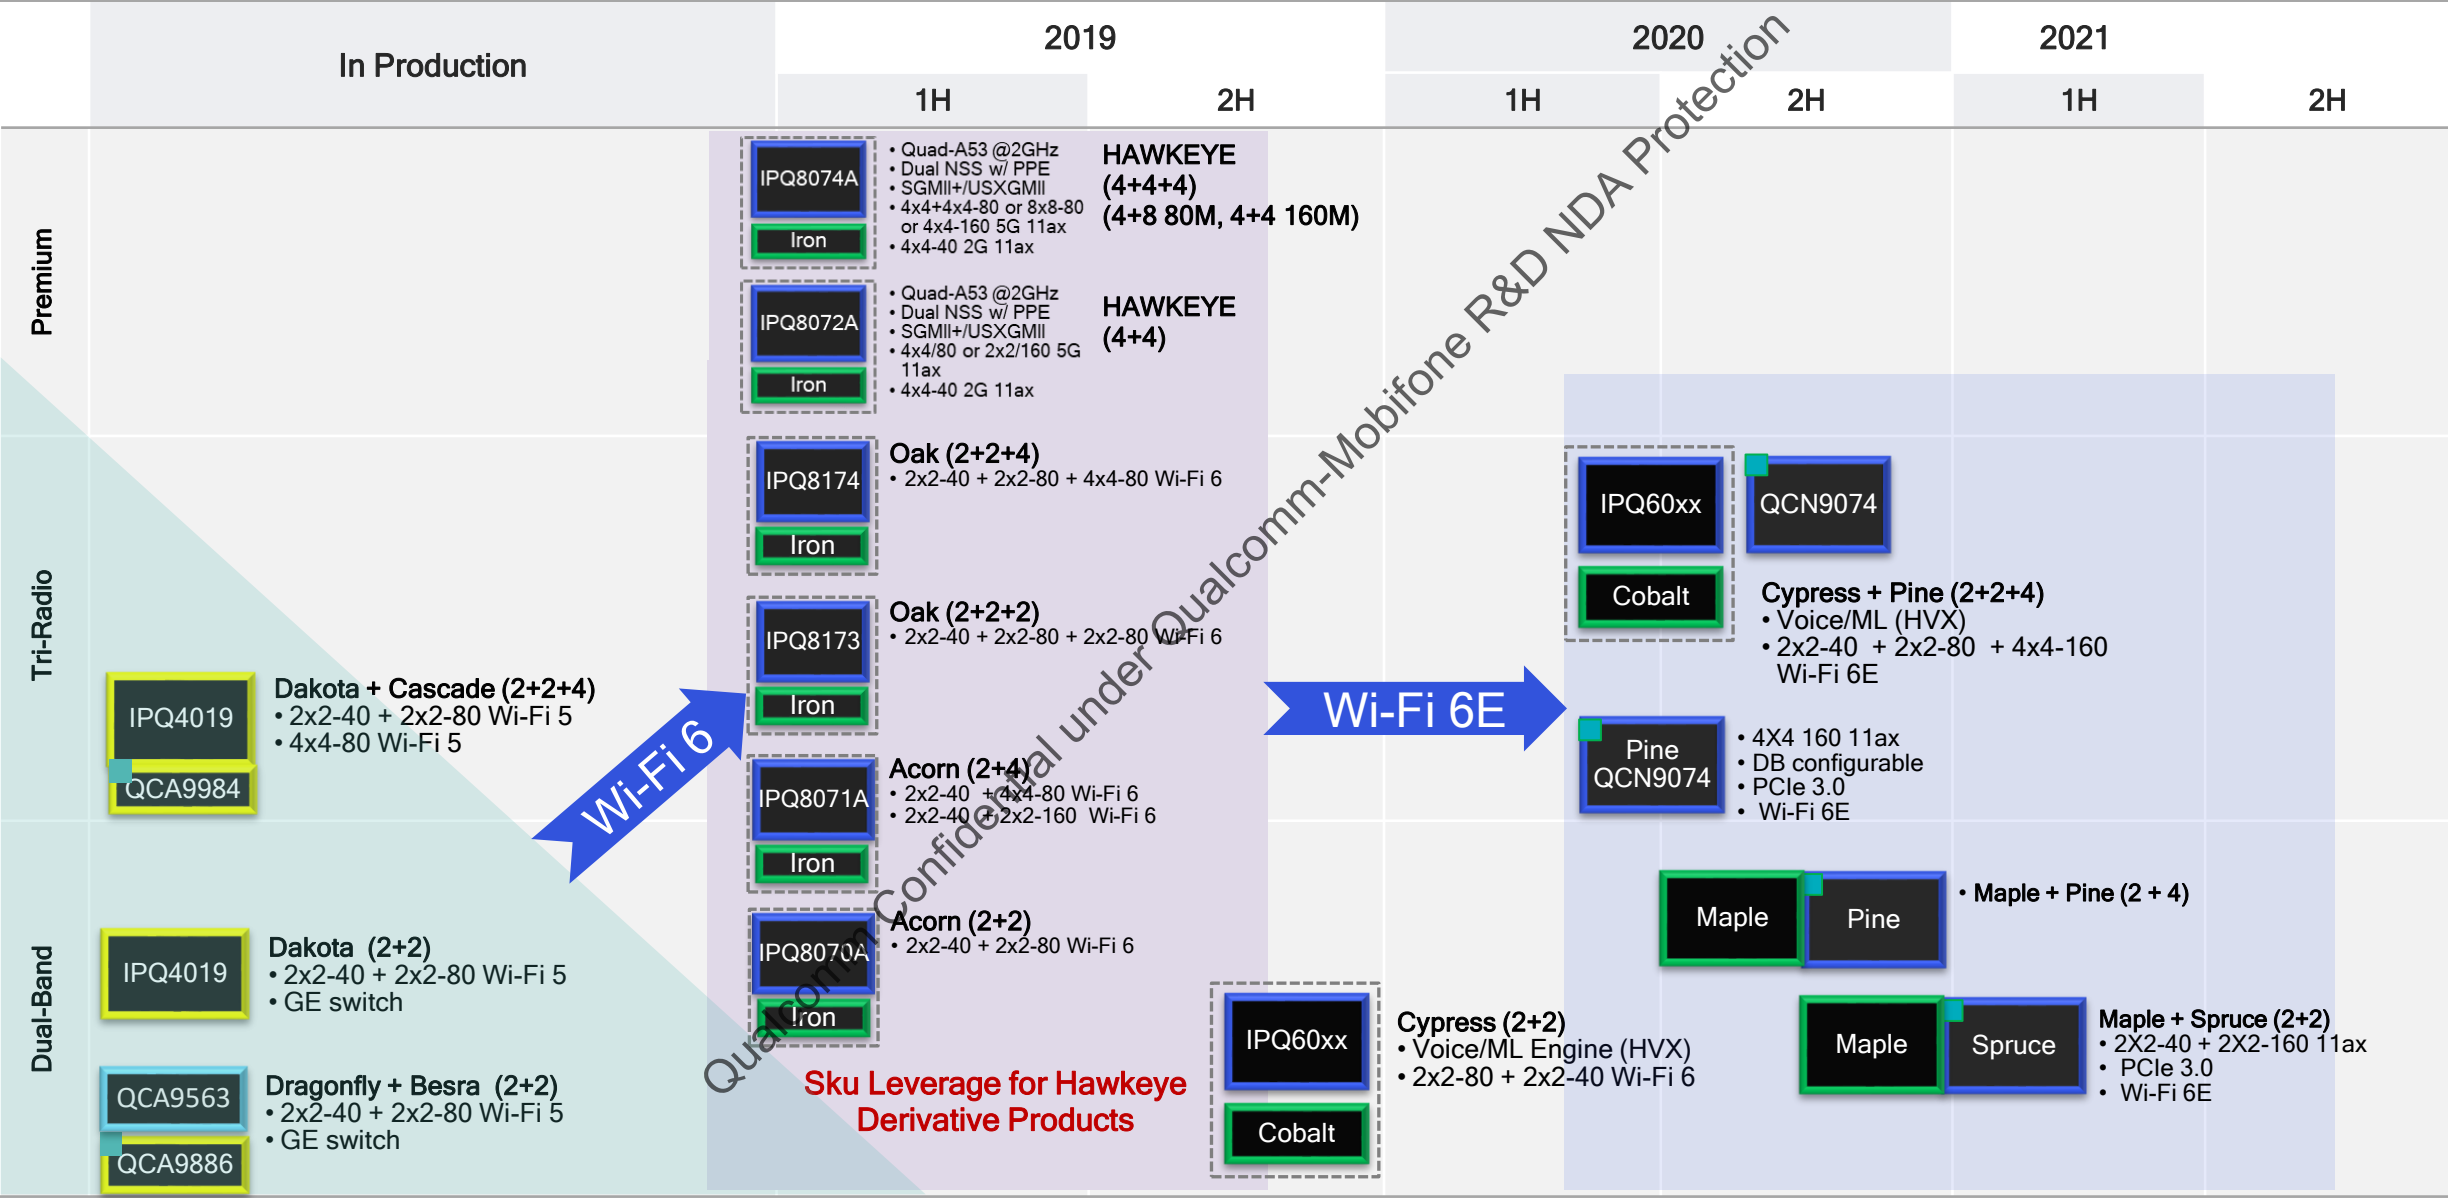 In Production
2019
2020
2021
1H
2H
1H
2H
1H
2H
Premium
IPQ8074A
Iron
• Quad-A53 @2GHz
• Dual NSS w/ PPE
• SGMII+/USXGMII
• 4x4+4x4-80 or 8x8-80
or 4x4-160 5G 11ax
• 4x4-40 2G 11ax
HAWKEYE
(4+4+4)
(4+8 80M, 4+4 160M)
IPQ8072A
Iron
• Quad-A53 @2GHz
• Dual NSS w/ PPE
• SGMII+/USXGMII
• 4x4/80 or 2x2/160 5G
11ax
• 4x4-40 2G 11ax
HAWKEYE
(4+4)
Tri-Radio
IPQ4019
QCA9984
Dakota + Cascade (2+2+4)
• 2x2-40 + 2x2-80 Wi-Fi 5
• 4x4-80 Wi-Fi 5
Wi-Fi 6
IPQ8174
Iron
Oak (2+2+4)
• 2x2-40 + 2x2-80 + 4x4-80 Wi-Fi 6
IPQ8173
Iron
Oak (2+2+2)
• 2x2-40 + 2x2-80 + 2x2-80 Wi-Fi 6
IPQ8071A
Iron
Acorn (2+4)
• 2x2-40 + 4x4-80 Wi-Fi 6
• 2x2-40 + 2x2-160 Wi-Fi 6
Wi-Fi 6E
IPQ60xx
Cobalt
QCN9074
Cypress + Pine (2+2+4)
• Voice/ML (HVX)
• 2x2-40 + 2x2-80 + 4x4-160
Wi-Fi 6E
Pine
QCN9074
• 4X4 160 11ax
• DB configurable
• PCIe 3.0
• Wi-Fi 6E
Dual-Band
IPQ4019
Dakota (2+2)
• 2x2-40 + 2x2-80 Wi-Fi 5
• GE switch
QCA9563
QCA9886
Dragonfly + Besra (2+2)
• 2x2-40 + 2x2-80 Wi-Fi 5
• GE switch
IPQ8070A
Iron
Acorn (2+2)
• 2x2-40 + 2x2-80 Wi-Fi 6
Sku Leverage for Hawkeye
Derivative Products
IPQ60xx
Cobalt
Cypress (2+2)
• Voice/ML Engine (HVX)
• 2x2-80 + 2x2-40 Wi-Fi 6
Maple
Pine
• Maple + Pine (2 + 4)
Maple
Spruce
Maple + Spruce (2+2)
• 2X2-40 + 2X2-160 11ax
• PCIe 3.0
• Wi-Fi 6E
Qualcomm Confidential under Qualcomm-Mobifone R&D NDA Protection